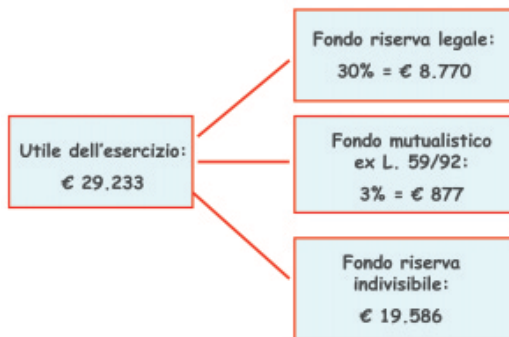 Utile dell'esercizio:
€ 29.233
Fondo riserva legale:
30% = € 8.770
Fondo mutualistico
ex L. 59/92:
3% = € 877
Fondo riserva
indivisibile:
€ 19.586